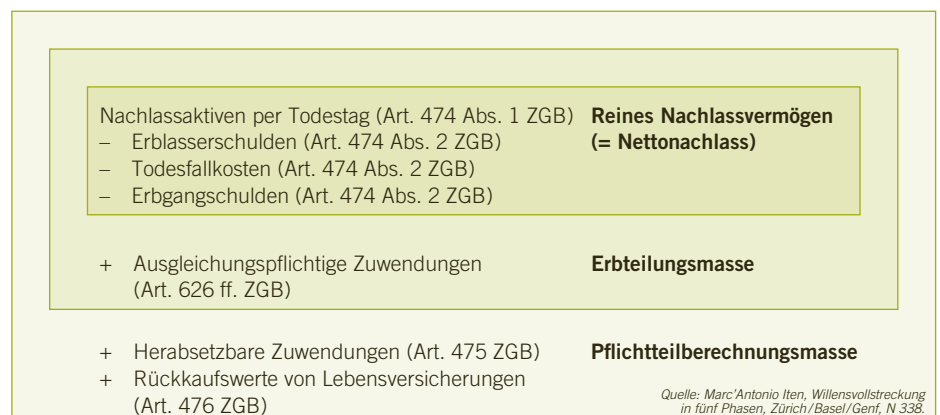 Nachlassaktiven per Todestag (Art. 474 Abs. 1 ZGB) Reines Nachlassvermögen
– Erblasserschulden (Art. 474 Abs. 2 ZGB) (= Nettonachlass)
– Todesfallkosten (Art. 474 Abs. 2 ZGB)
– Erbgangschulden (Art. 474 Abs. 2 ZGB)
+ Ausgleichungspflichtige Zuwendungen Erbteilungsmasse
(Art. 626 ff. ZGB)
+ Herabsetzbare Zuwendungen (Art. 475 ZGB) Pflichtteilberechnungsmasse
+ Rückkaufswerte von Lebensversicherungen
(Art. 476 ZGB)
Quelle: Marc'Antonio Iten, Willensvollstreckung
in fünf Phasen, Zürich/Basel/Genf, N 338.